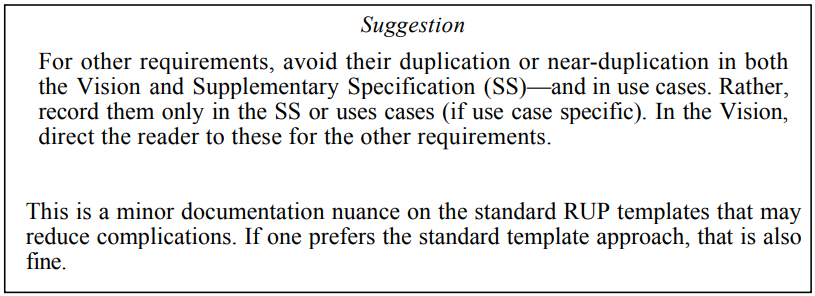 Suggestion
For other requirements, avoid their duplication or near-duplication in both
the Vision and Supplementary Specification (SS)—and in use cases. Rather,
record them only in the SS or uses cases (if use case specific). In the Vision,
direct the reader to these for the other requirements.
This is a minor documentation nuance on the standard RUP templates that may
reduce complications. If one prefers the standard template approach, that is also
fine.